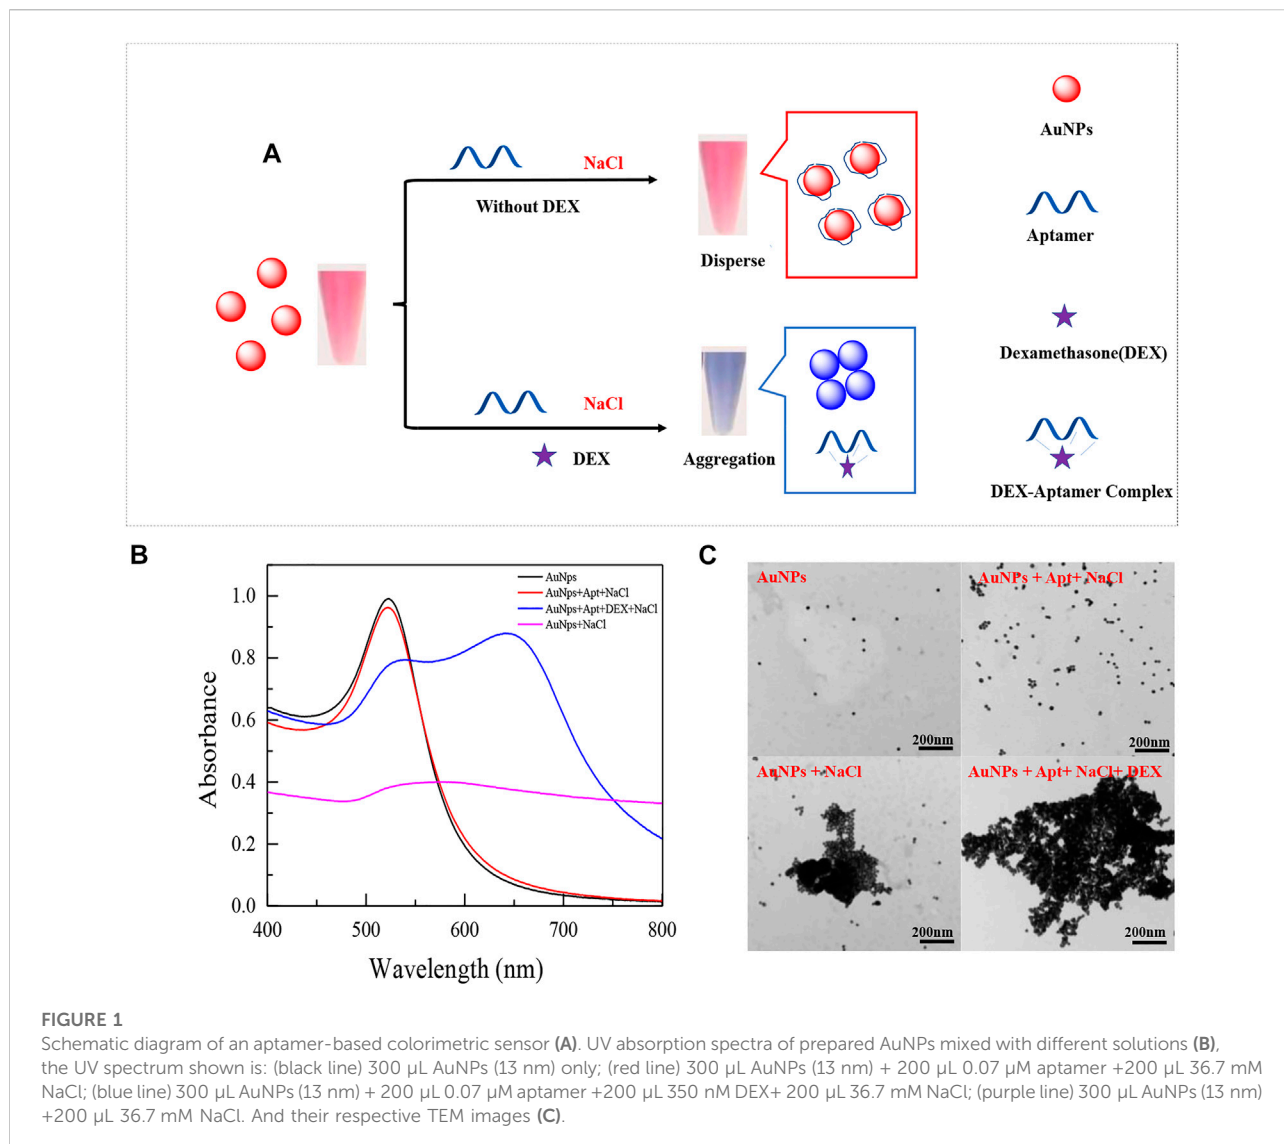 A
NaCl
Without DEX
Disperse
NaCl
DEX
Aggregation
AuNPs
Aptamer
Dexamethasone(DEX)
DEX-Aptamer Complex
B
AuNps
AuNps+Apt+NaCl
AuNps+Apt+DEX+NaCl
AuNps+NaCl
1.0
0.8
0.6
0.4
0.2
0.0
Absorbance
400
500
600
700
800
Wavelength (nm)
C
AuNPs
200nm
AuNPs + Apt+ NaCl
200nm
AuNPs + NaCl
200nm
AuNPs + Apt+ NaCl+ DEX
200nm
FIGURE 1
Schematic diagram of an aptamer-based colorimetric sensor (A). UV absorption spectra of prepared AuNPs mixed with different solutions (B),
the UV spectrum shown is: (black line) 300 μL AuNPs (13 nm) only; (red line) 300 μL AuNPs (13 nm) + 200 μL 0.07 μM aptamer +200 μL 36.7 mM
NaCl; (blue line) 300 μL AuNPs (13 nm) + 200 μL 0.07 μM aptamer +200 μL 350 nM DEX+ 200 μL 36.7 mM NaCl; (purple line) 300 μL AuNPs (13 nm)
+200 μL 36.7 mM NaCl. And their respective TEM images (C).